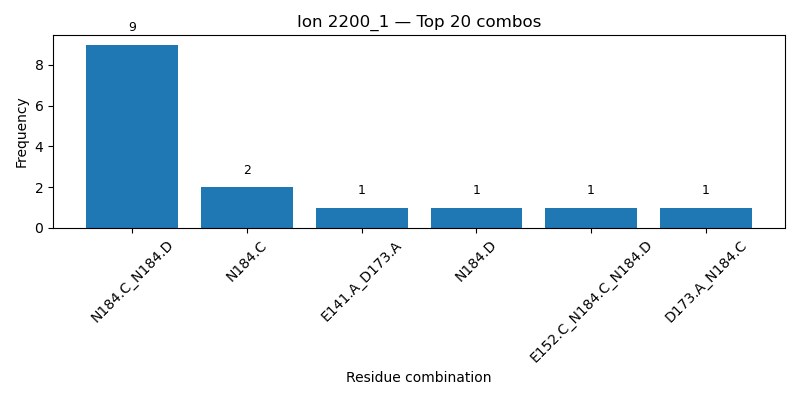 Ion 2200_1 — Top 20 combos
9
2
1
1
1
1
Frequency
8
6
4
2
0
N184.C_N184.D
N184.C
E141.A_D173.A
N184.D
E152.C_N184.C_N184.D
D173.A_N184.C
Residue combination